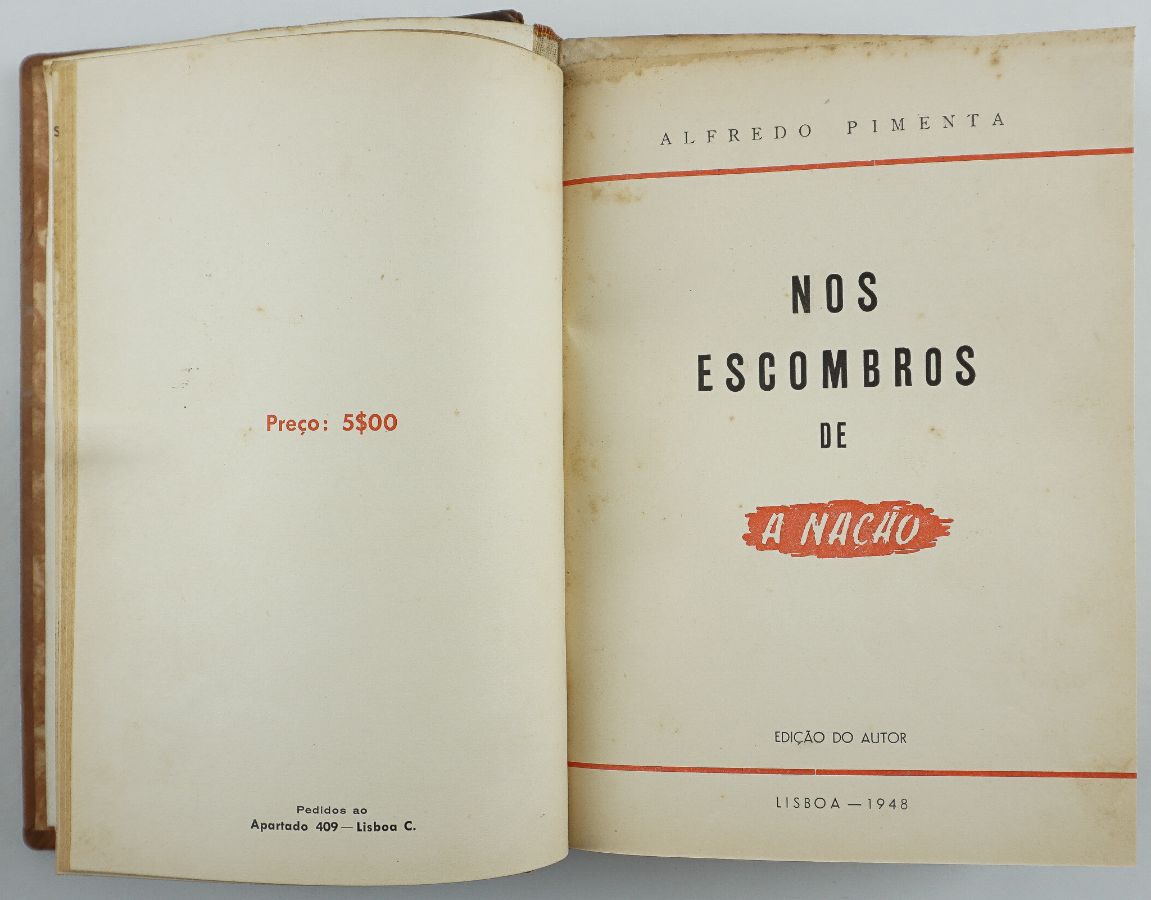 Preço: 5$00
Pedidos ao
Apartado 409 — Lisboa C.
ALFREDO PIMENTA
NOS
ESCOMBROS
DE
A NAÇÃO
EDIÇÃO DO AUTOR
LISBOA — 1948